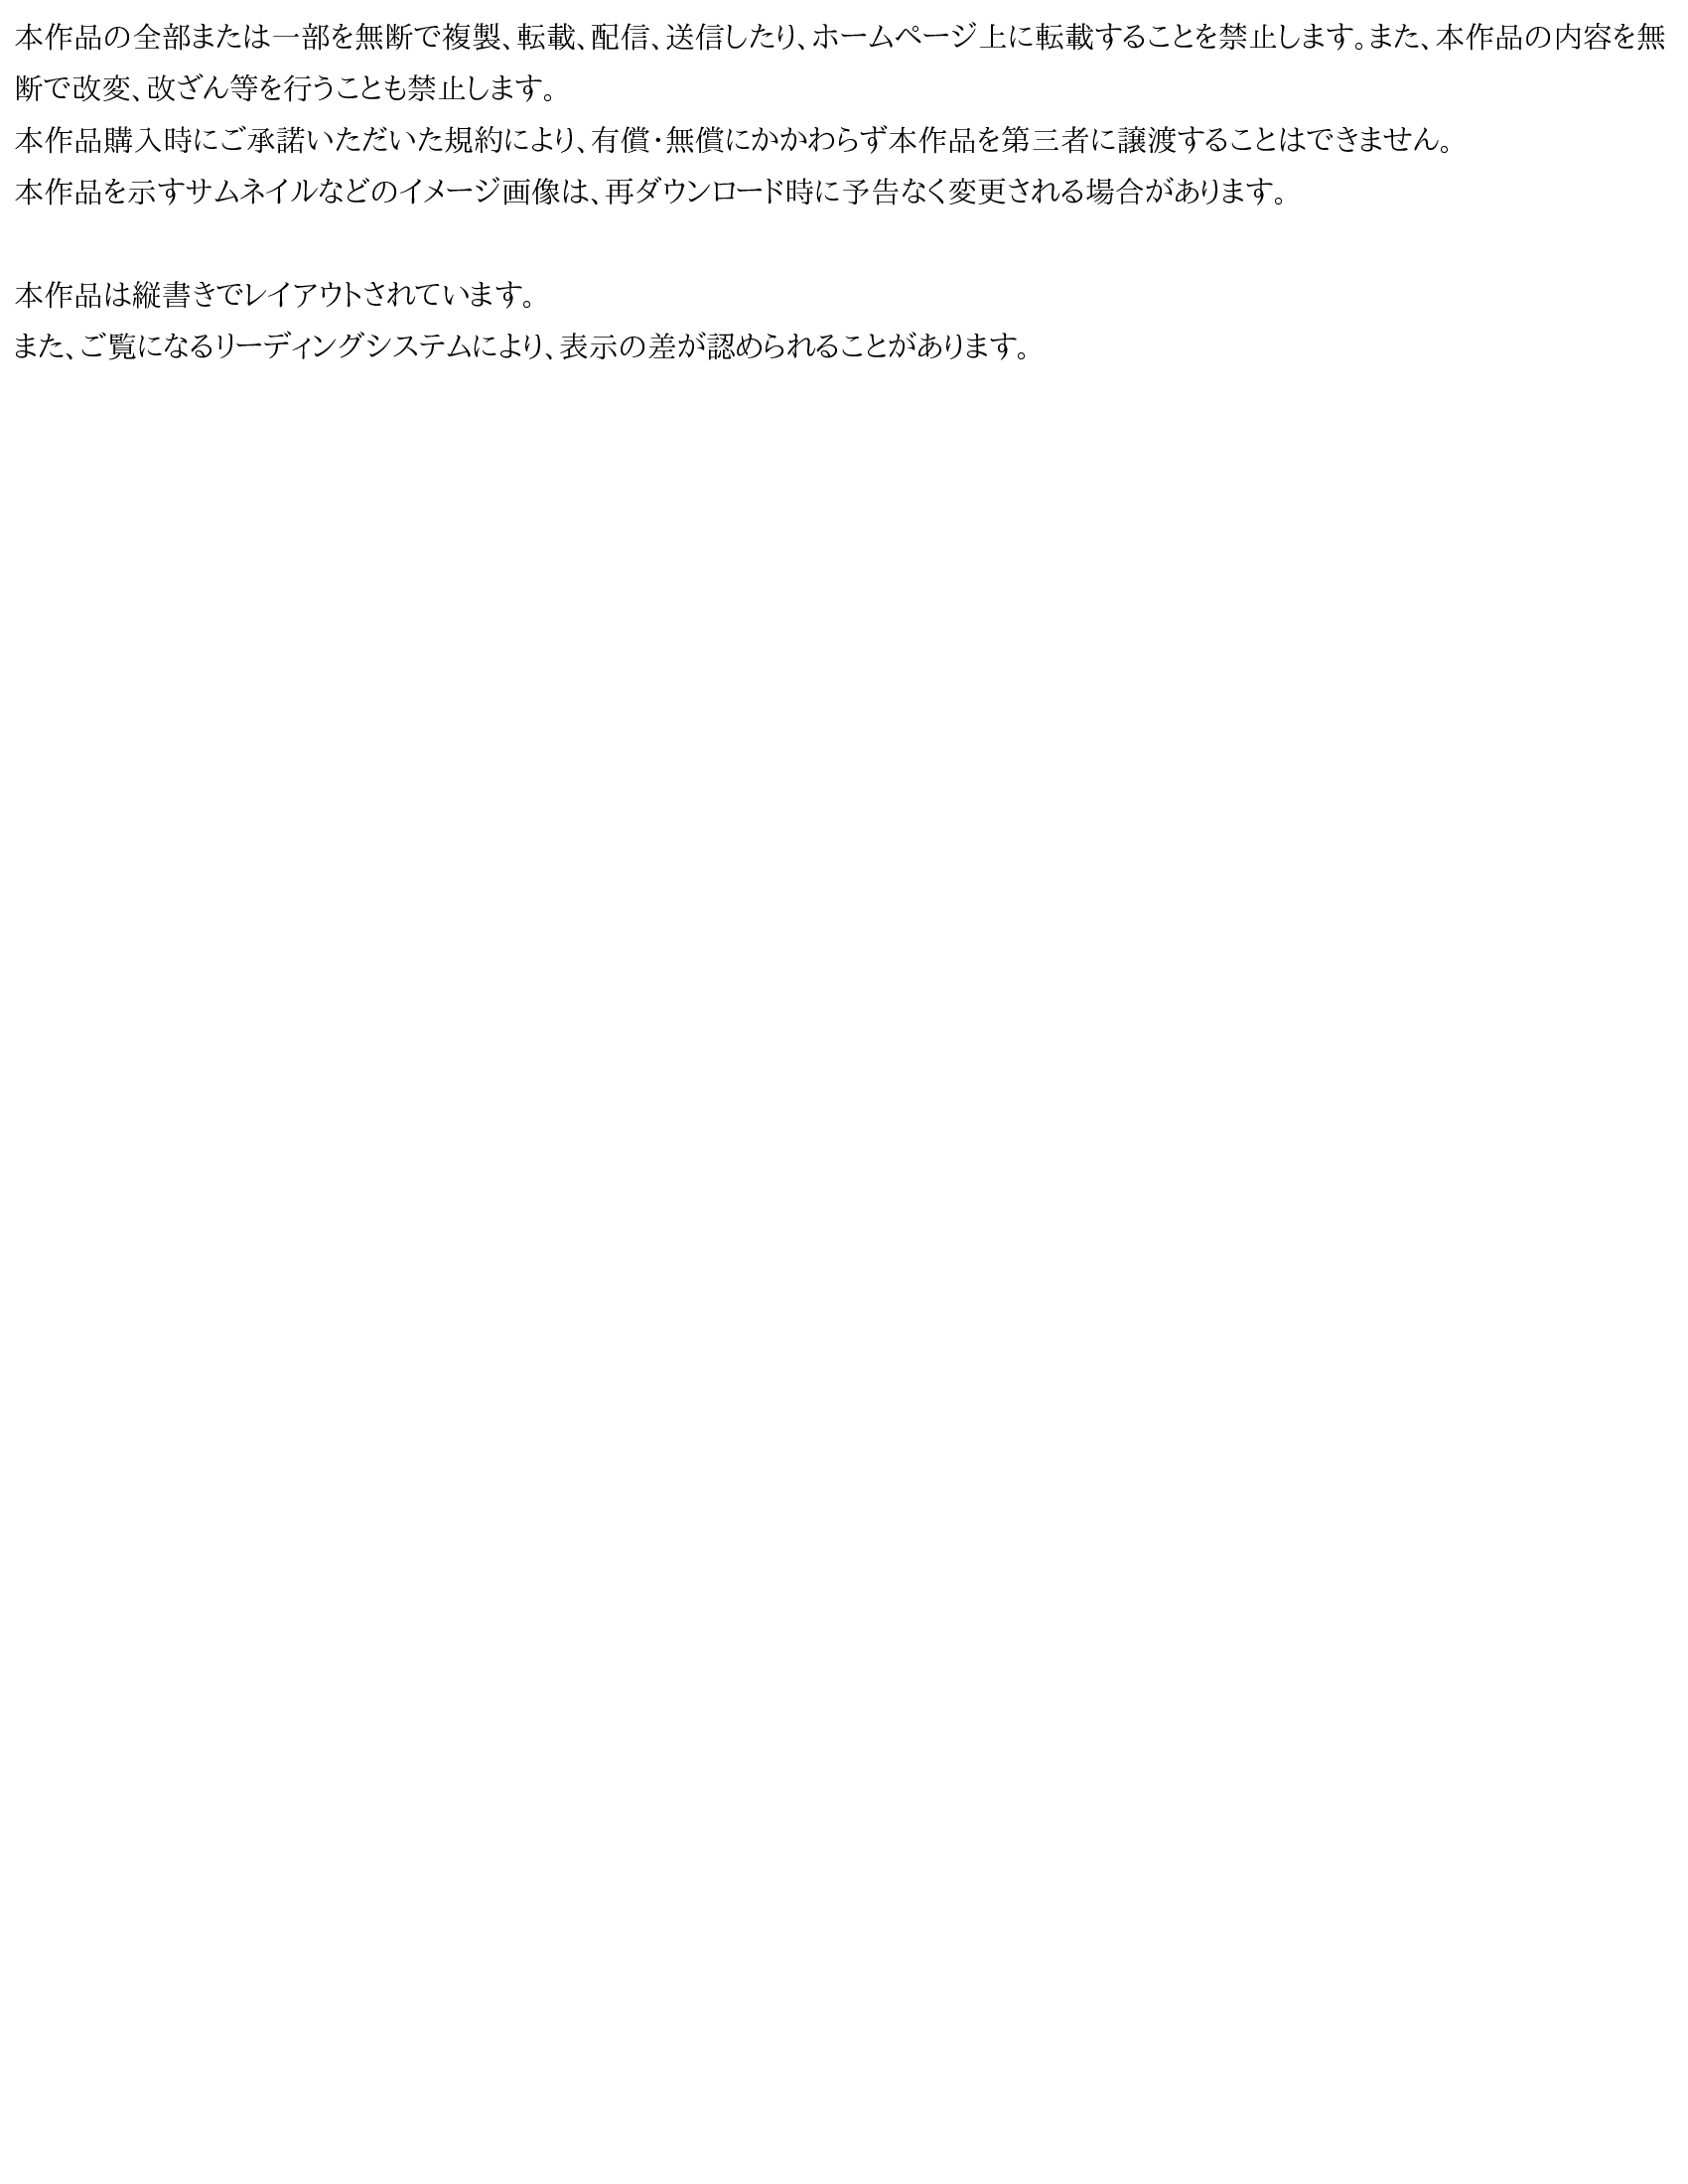 本作品の全部または一部を無断で複製、転載、配信、送信したり、ホームページ上に転載することを禁止します。また、本作品の内容を無
断で改変、改ざん等を行うことも禁止します。
本作品購入時にご承諾いただいた規約により、有償・無償にかかわらず本作品を第三者に譲渡することはできません。
本作品を示すサムネイルなどのイメージ画像は、再ダウンロード時に予告なく変更される場合があります。
本作品は縦書きでレイアウトされています。
また、ご覧になるリーディングシステムにより、表示の差が認められることがあります。